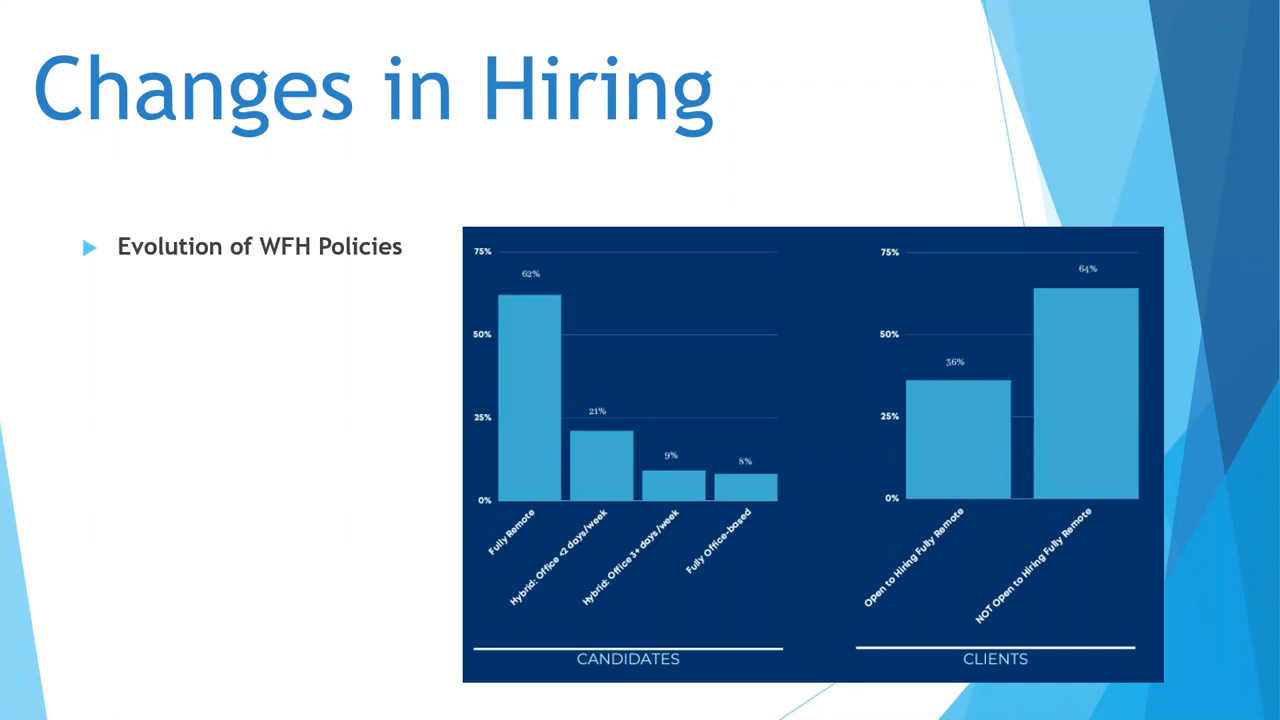 Changes in Hiring
Evolution of WFH Policies
75%
62%
50%
25%
21%
9%
8%
0%
Fully Remote
Hybrid: Office <2 days/week
Hybrid: Office 3+ days/week
Fully Office-based
CANDIDATES
75%
64%
50%
36%
25%
0%
Open to Hiring Fully Remote
NOT Open to Hiring Fully Remote
CLIENTS